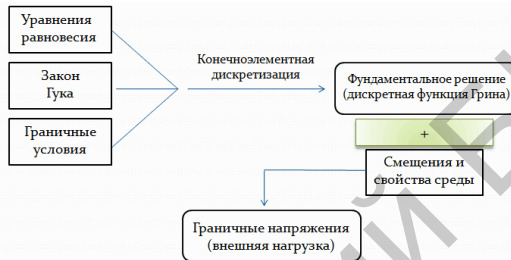 Уравнения
равновесия
Закон
Гука
Граничные
условия
Конечноэлементная
дискретизация
Фундаментальное решение
(дискретная функция Грина)
+
Смещения и
свойства среды
Граничные напряжения
(внешняя нагрузка)